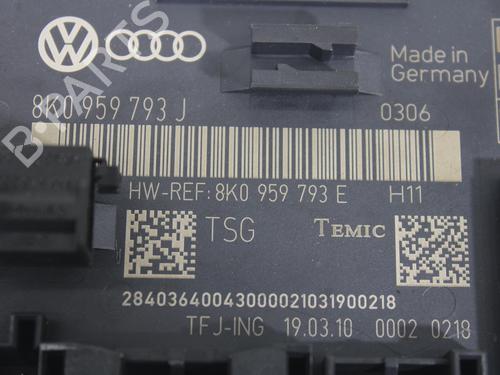 Made in
Germany
8K0 959 793 J
0306
HW-REF: 8K0 959 793 E H11
TSG TEMIC
28403640043000021031900218
TFJ-ING 19.03.10 0002 0218
B-PARTS